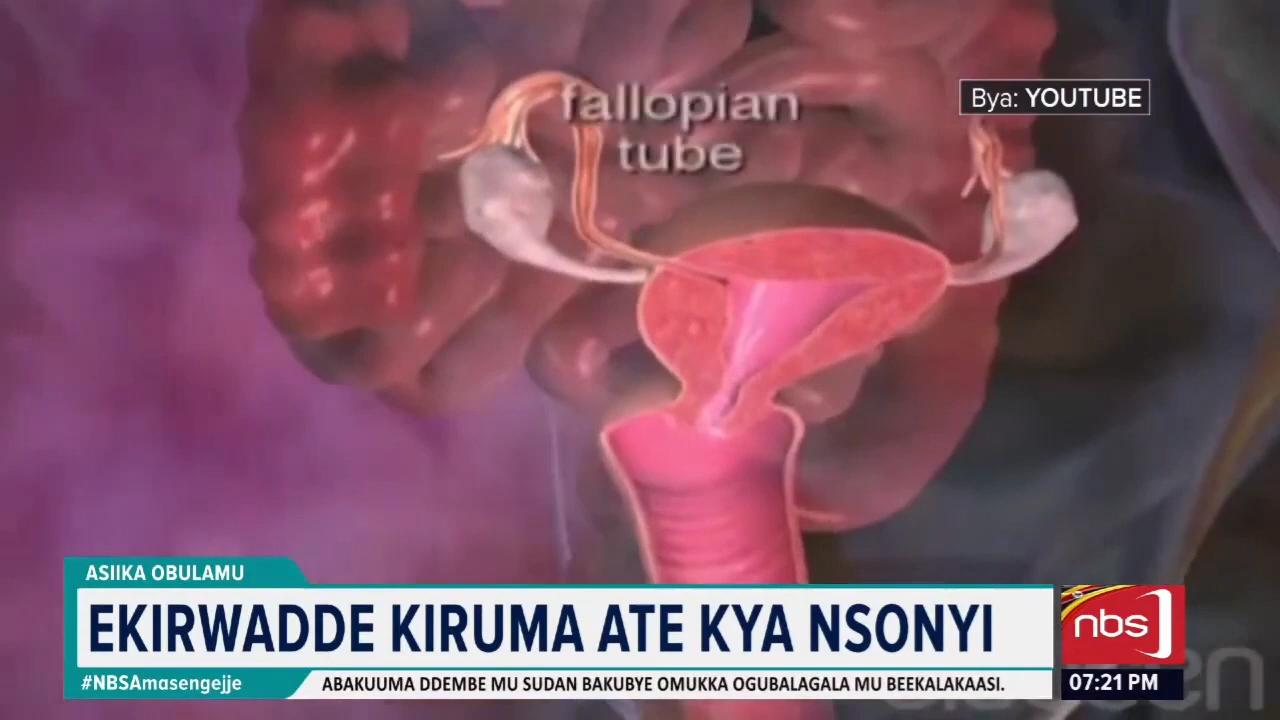 fallopian
tube
Bya: YOUTUBE
ASIIKA OBULAMU
EKIRWADDE KIRUMA ATE KYA NSONYI
nbs
#NBSAmasengejje
ABAKUUMA DDEMBE MU SUDAN BAKUBYE OMUKKA OGUBALAGALA MU BEEKALAKAASI.
07:21 PM